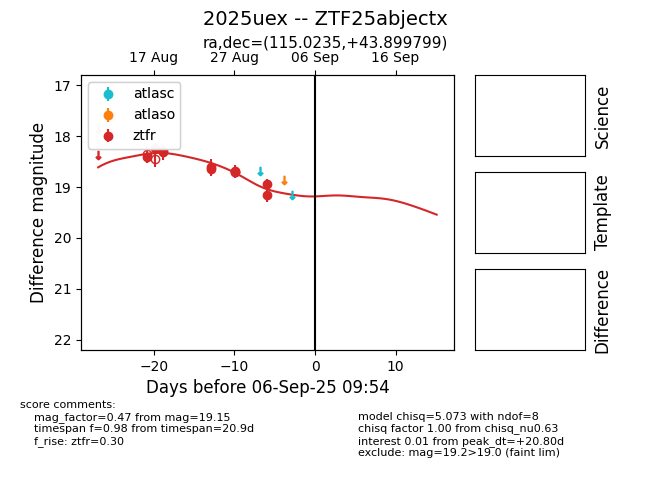 2025uex -- ZTF25abjectx
ra,dec=(115.0235,+43.899799)
17 Aug 27 Aug 06 Sep 16 Sep
17
18
19
20
21
22
Difference magnitude
atlasc
atlaso
ztfr
−20 −10 0 10
Days before 06-Sep-25 09:54
Science
Template
Difference
score comments:
mag_factor=0.47 from mag=19.15
timespan f=0.98 from timespan=20.9d
f_rise: ztfr=0.30
model chisq=5.073 with ndof=8
chisq factor 1.00 from chisq_nu0.63
interest 0.01 from peak_dt=+20.80d
exclude: mag=19.2>19.0 (faint lim)